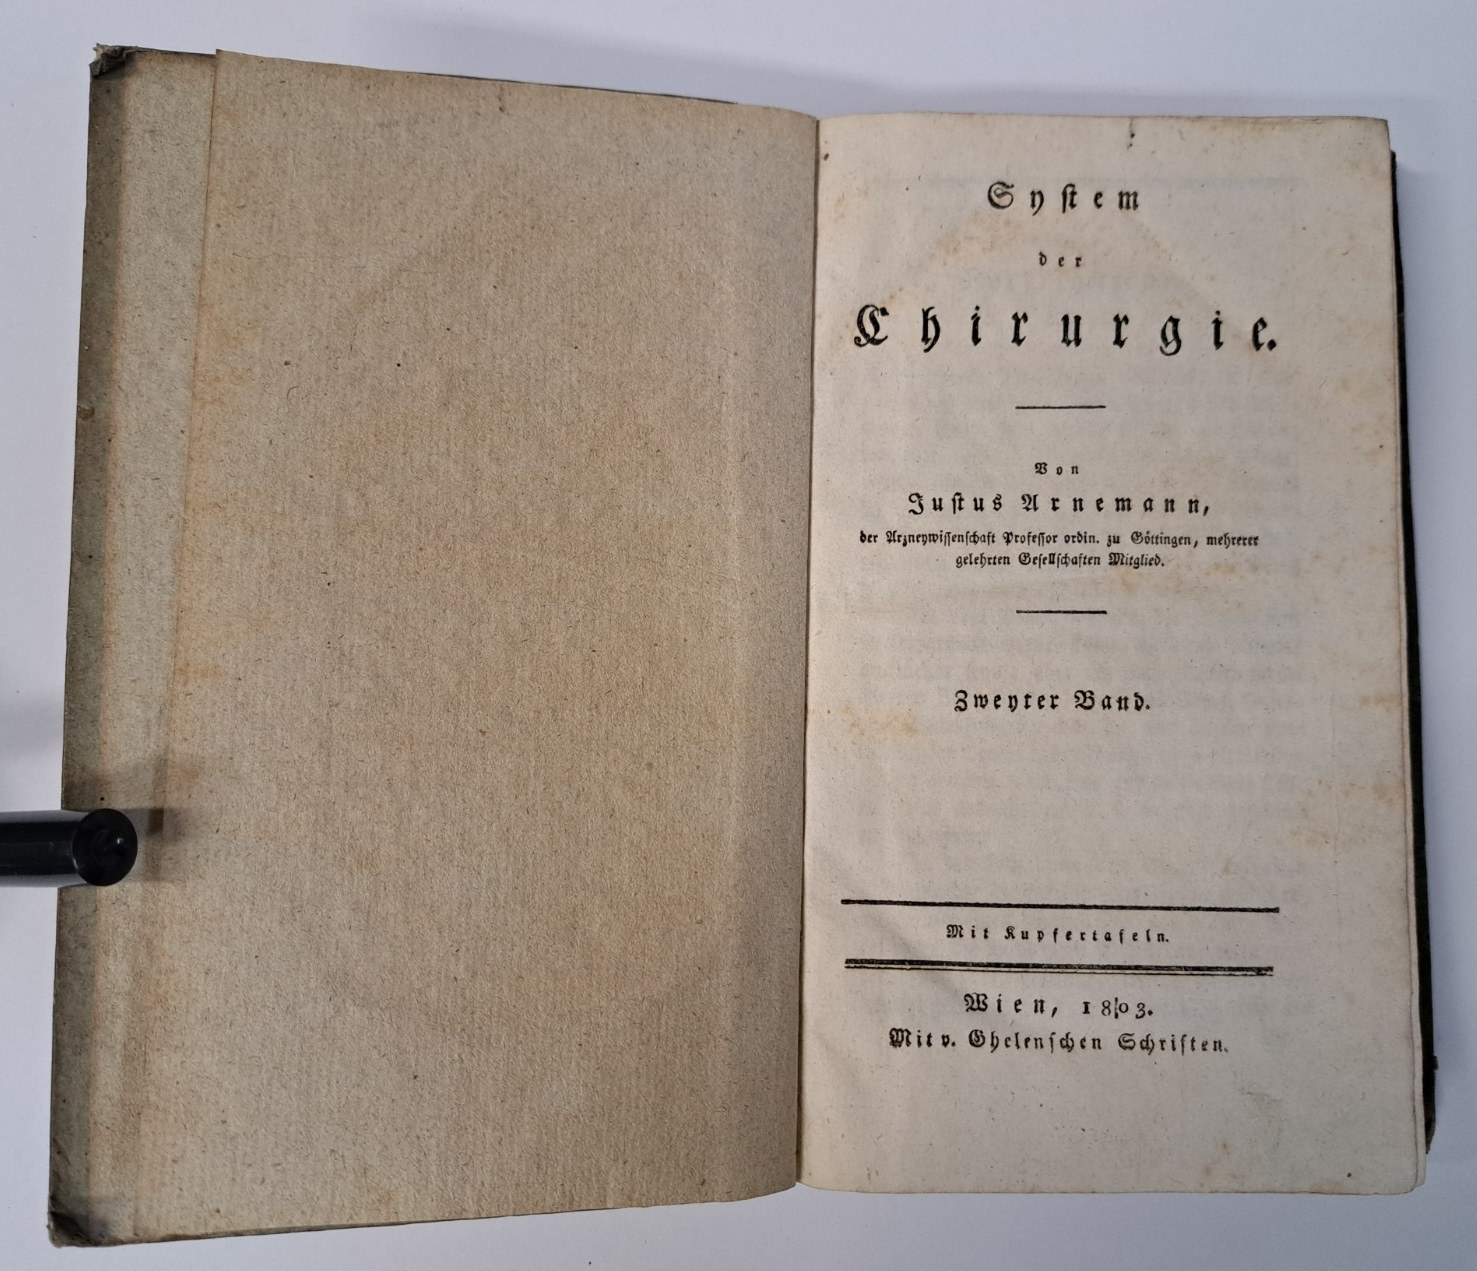 Syſtem
der
Chirurgie.
Von
Juſtus Arnemann,
der Arzneywiſſenſchaft Profeſſor ordin. zu Göttingen, mehrerer
gelehrten Geſellſchaften Mitglied.
Zweyter Band.
Mit Kupfertafeln.
Wien, 1803.
Mit v. Ghelenſchen Schriften.